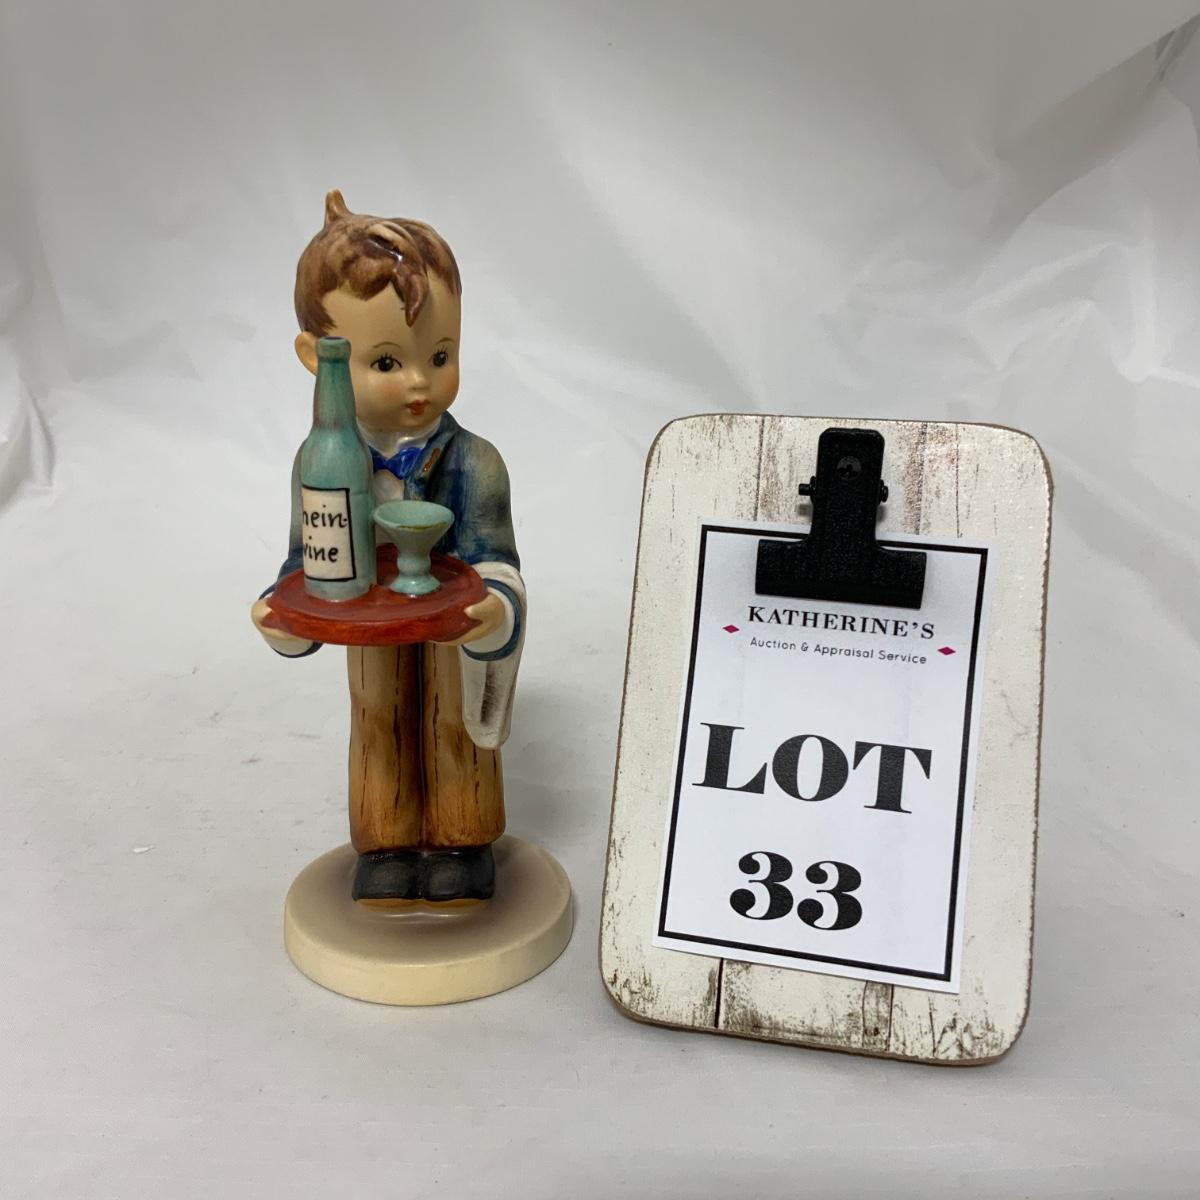 hein-
vine
KATHERINE'S
Auction & Appraisal Service
LOT
33